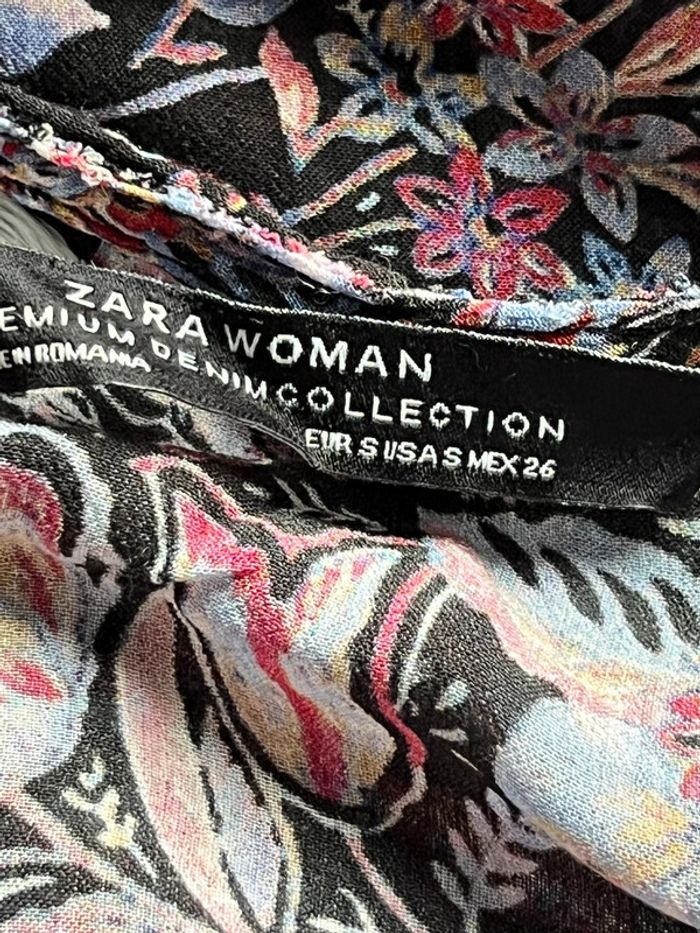 ZARA WOMAN
EMIUM DENIM COLLECTION
EN ROMANIA
EUR S USA S MEX 26